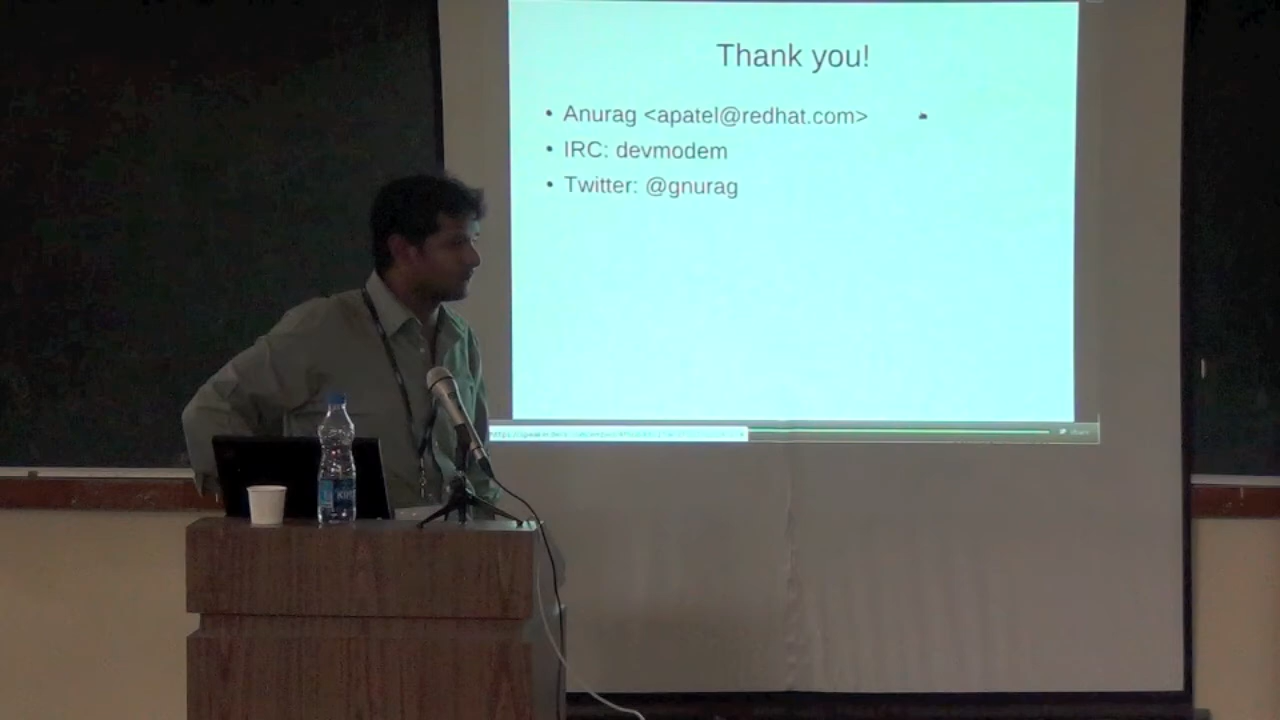 Thank you!
• Anurag <apatel@redhat.com>
• IRC: devmodem
• Twitter: @gnurag